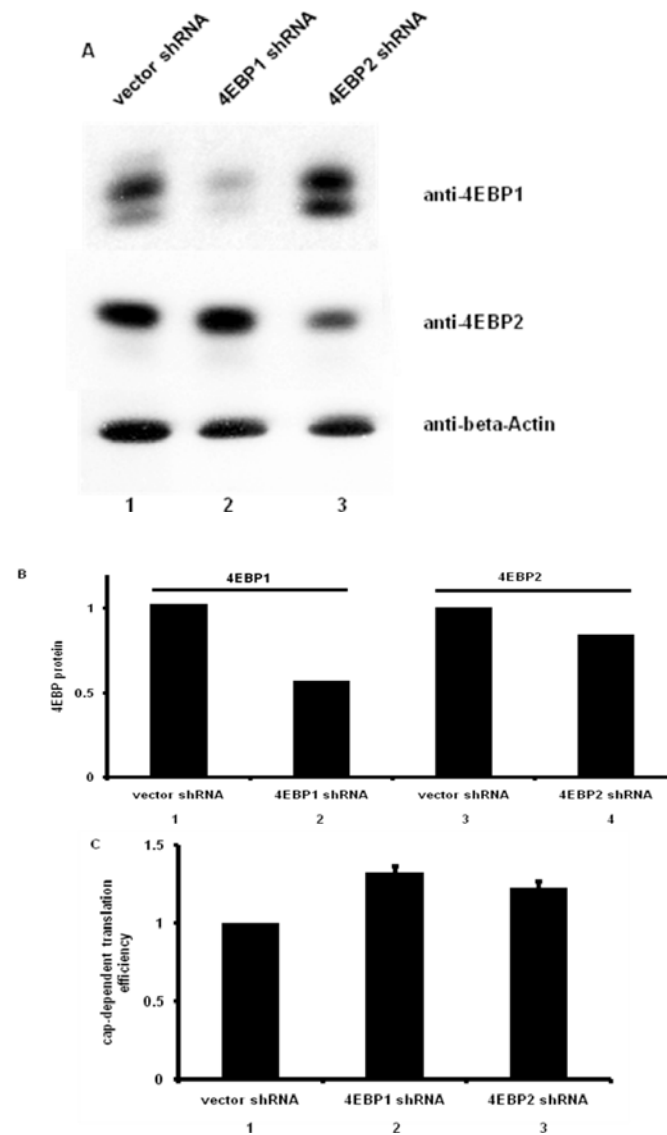 A
vector shRNA 4EBP1 shRNA 4EBP2 shRNA
anti-4EBP1
anti-4EBP2
anti-beta-Actin
1 2 3
B
4EBP1 4EBP2
1
0.5
0
4EBP protein
vector shRNA 4EBP1 shRNA vector shRNA 4EBP2 shRNA
1 2 3 4
C
1.5
1
0.5
0
cap-dependent translation
efficiency
vector shRNA 4EBP1 shRNA 4EBP2 shRNA
1 2 3